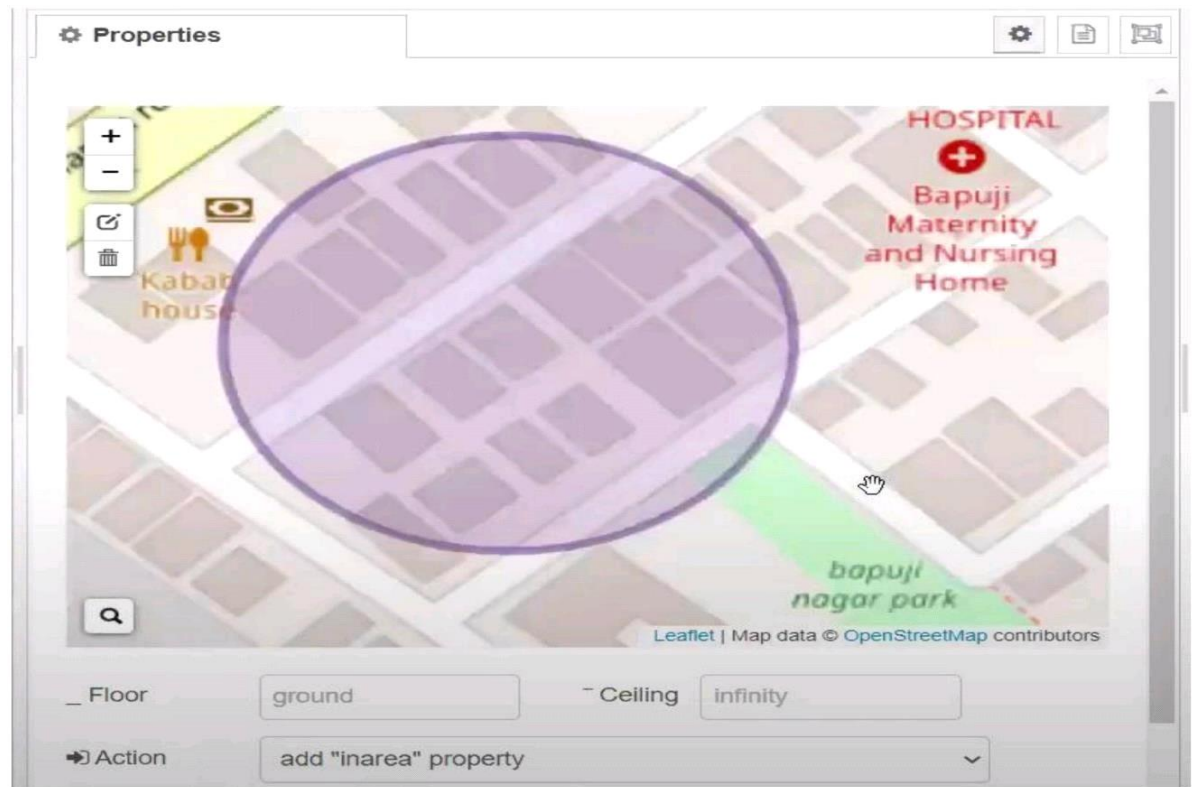 Properties
+
−
HOSPITAL
Bapuji
Maternity
and Nursing
Home
Kabab
house
bapuji
nagar park
Leaflet | Map data © OpenStreetMap contributors
_ Floor ground ¯ Ceiling infinity
Action add "inarea" property